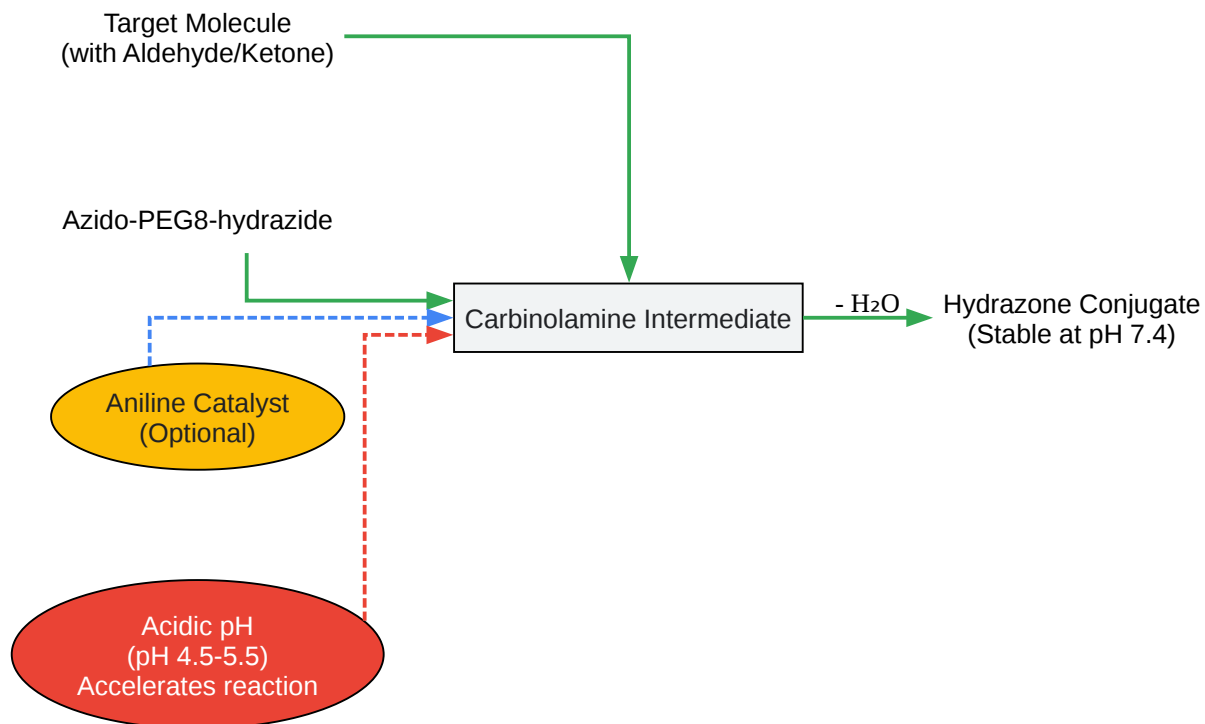 Target Molecule
(with Aldehyde/Ketone)
Azido-PEG8-hydrazide
Carbinolamine Intermediate
- H₂O
Hydrazone Conjugate
(Stable at pH 7.4)
Aniline Catalyst
(Optional)
Acidic pH
(pH 4.5-5.5)
Accelerates reaction